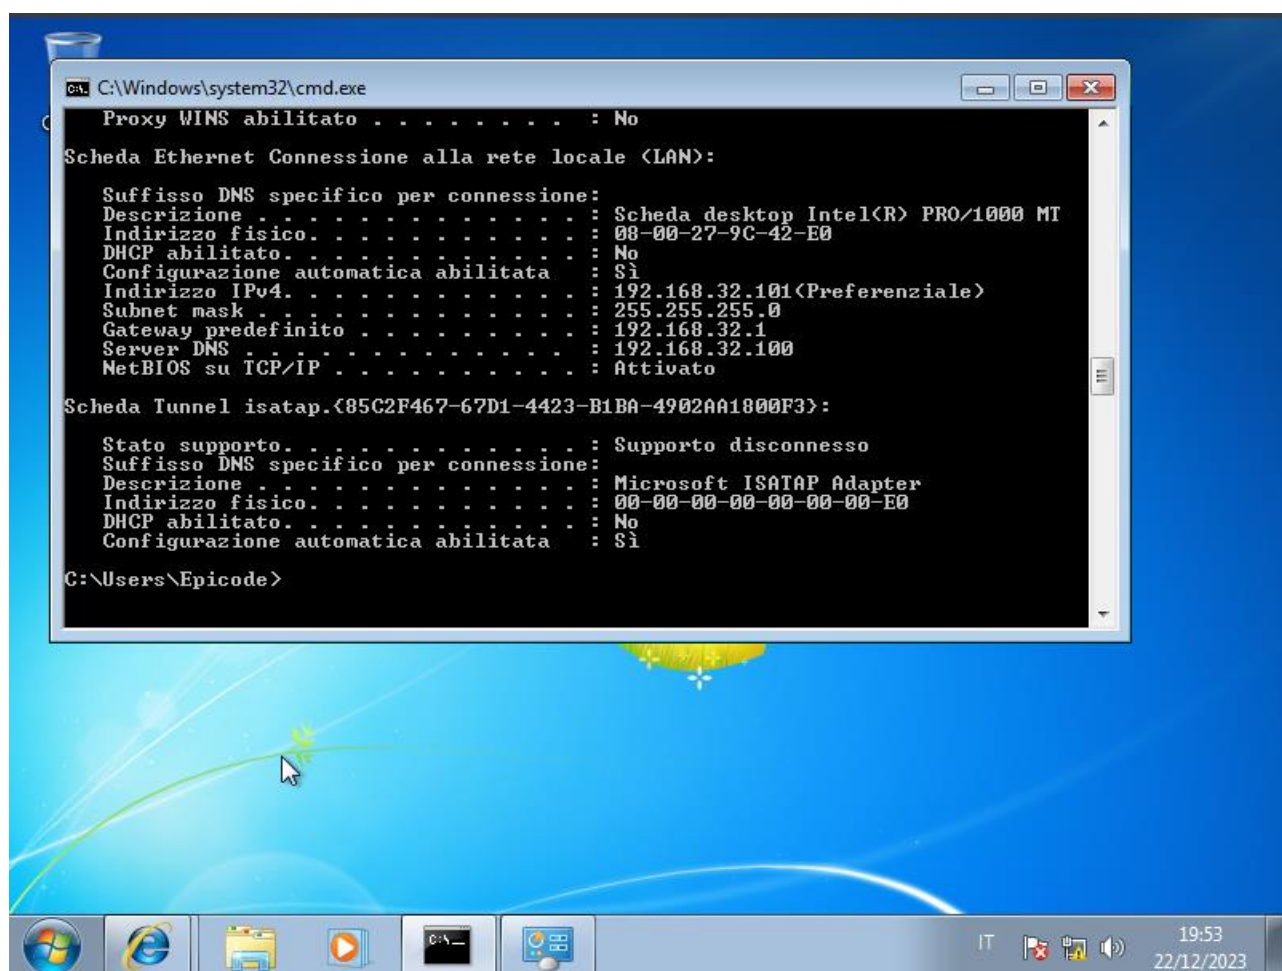 C:\Windows\system32\cmd.exe
Proxy WINS abilitato . . . . . . . . : No
Scheda Ethernet Connessione alla rete locale (LAN):
Suffisso DNS specifico per connessione:
Descrizione . . . . . . . . . . . . . : Scheda desktop Intel(R) PRO/1000 MT
Indirizzo fisico. . . . . . . . . . . : 08-00-27-9C-42-E0
DHCP abilitato. . . . . . . . . . . . : No
Configurazione automatica abilitata   : Sì
Indirizzo IPv4. . . . . . . . . . . . : 192.168.32.101(Preferenziale)
Subnet mask . . . . . . . . . . . . . : 255.255.255.0
Gateway predefinito . . . . . . . . . : 192.168.32.1
Server DNS . . . . . . . . . . . . . : 192.168.32.100
NetBIOS su TCP/IP . . . . . . . . . . : Attivato
Scheda Tunnel isatap.{85C2F467-67D1-4423-B1BA-4902AA1800F3}:
Stato supporto. . . . . . . . . . . . : Supporto disconnesso
Suffisso DNS specifico per connessione:
Descrizione . . . . . . . . . . . . . : Microsoft ISATAP Adapter
Indirizzo fisico. . . . . . . . . . . : 00-00-00-00-00-00-00-E0
DHCP abilitato. . . . . . . . . . . . : No
Configurazione automatica abilitata   : Sì
C:\Users\Epicode>
C:\
IT
19:53
22/12/2023